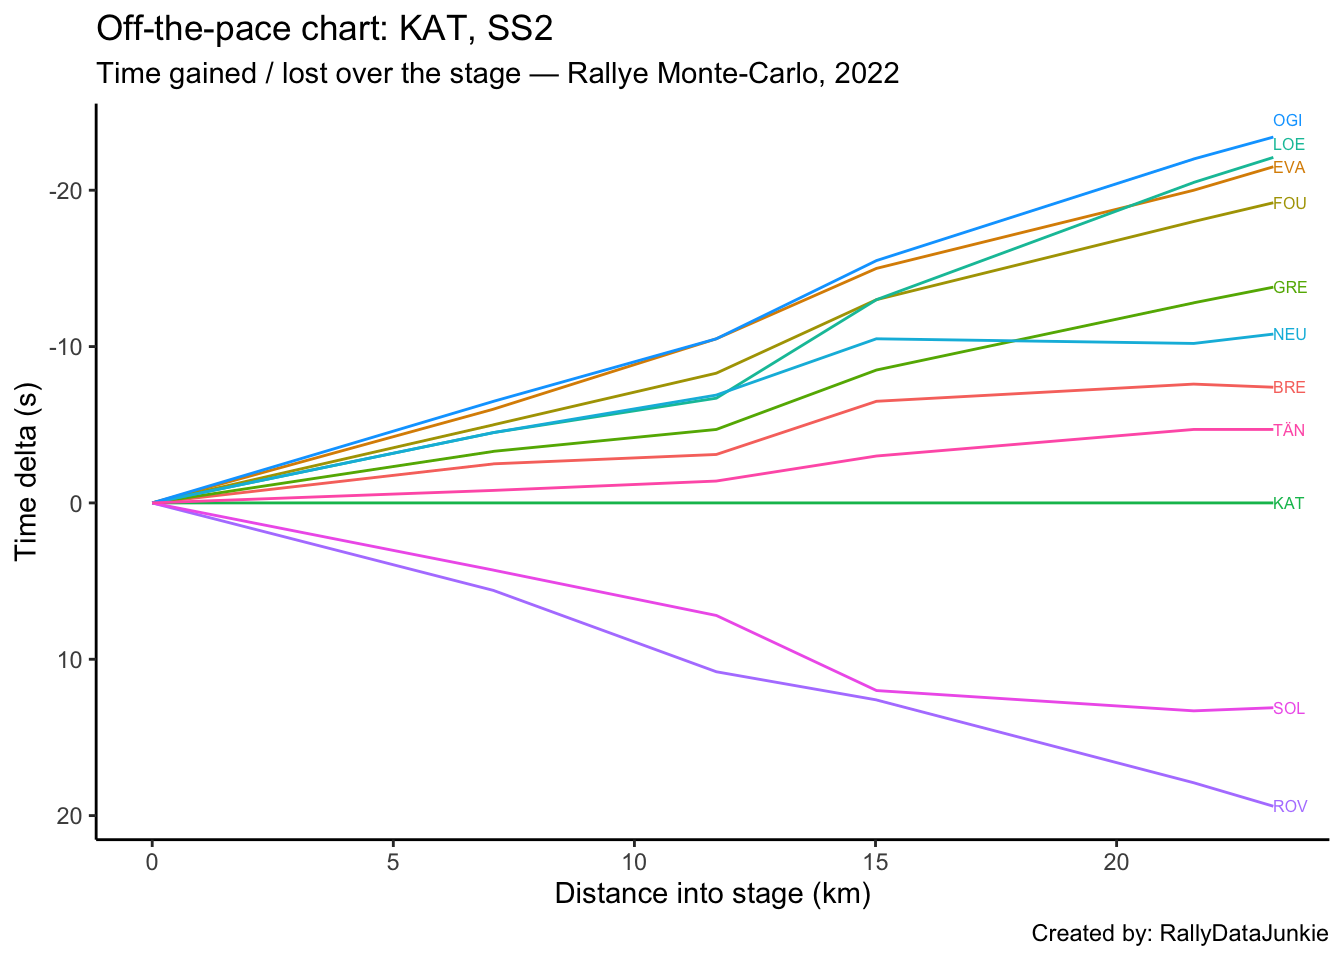 Off-the-pace chart: KAT, SS2
Time gained / lost over the stage — Rallye Monte-Carlo, 2022
Time delta (s)
-20
-10
0
10
20
OGI
LOE
EVA
FOU
GRE
NEU
BRE
TÄN
KAT
SOL
ROV
0 5 10 15 20
Distance into stage (km)
Created by: RallyDataJunkie